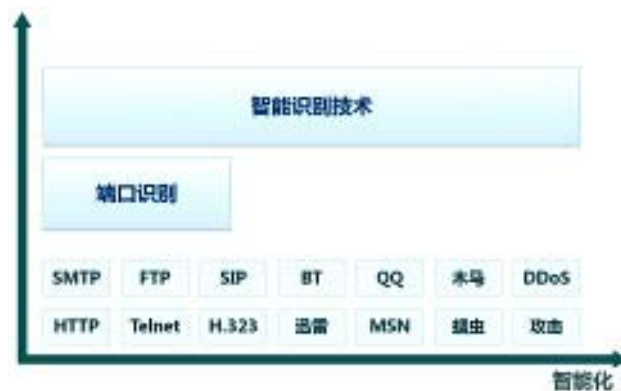 智能识别技术
端口识别
SMTP FTP SIP BT QQ 木马 DDoS
HTTP Telnet H.323 迅雷 MSN 蠕虫 攻击
智能化